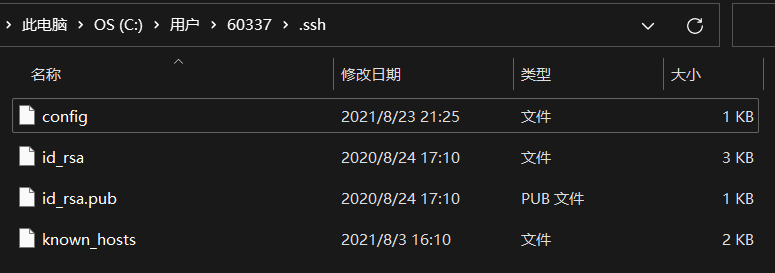 此电脑 > OS (C:) > 用户 > 60337 > .ssh
名称 修改日期 类型 大小
config 2021/8/23 21:25 文件 1 KB
id_rsa 2020/8/24 17:10 文件 3 KB
id_rsa.pub 2020/8/24 17:10 PUB 文件 1 KB
known_hosts 2021/8/3 16:10 文件 2 KB